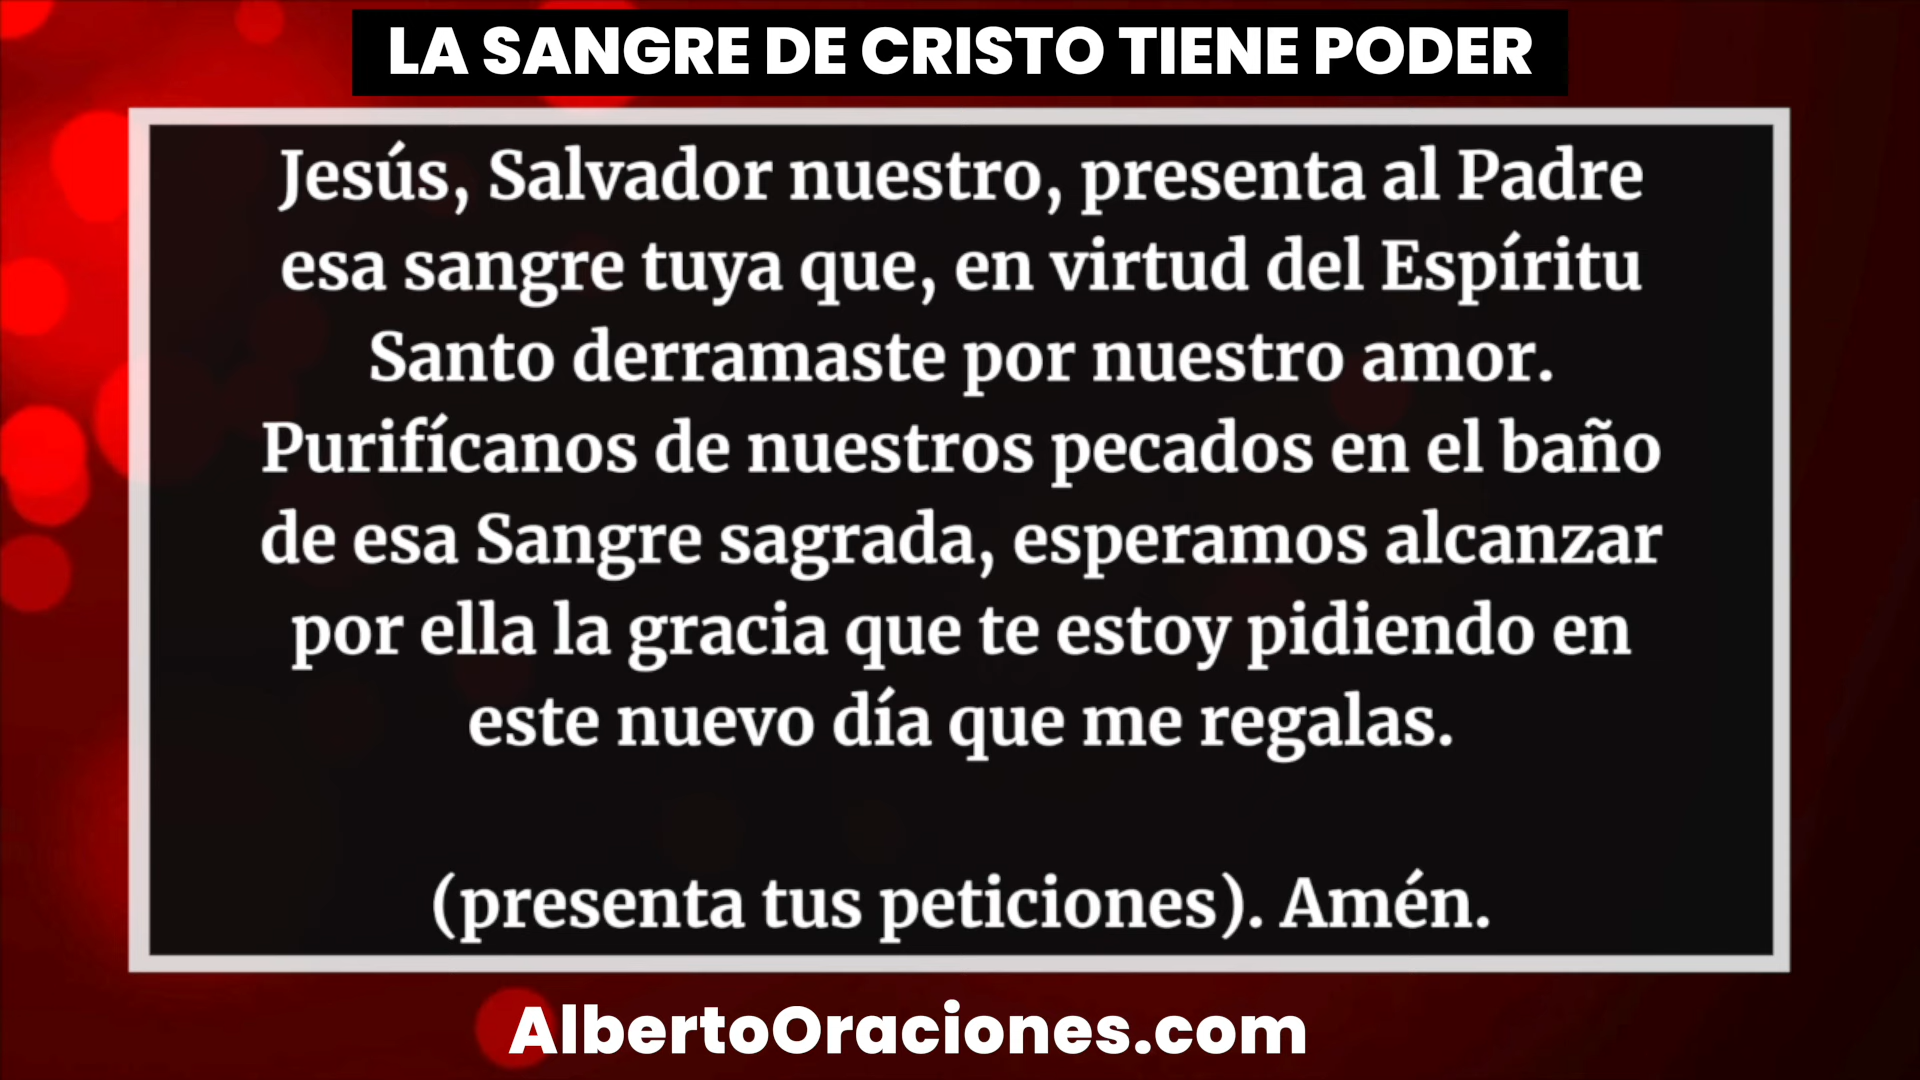 LA SANGRE DE CRISTO TIENE PODER
Jesús, Salvador nuestro, presenta al Padre
esa sangre tuya que, en virtud del Espíritu
Santo derramaste por nuestro amor.
Purifícanos de nuestros pecados en el baño
de esa Sangre sagrada, esperamos alcanzar
por ella la gracia que te estoy pidiendo en
este nuevo día que me regalas.
(presenta tus peticiones). Amén.
AlbertoOraciones.com